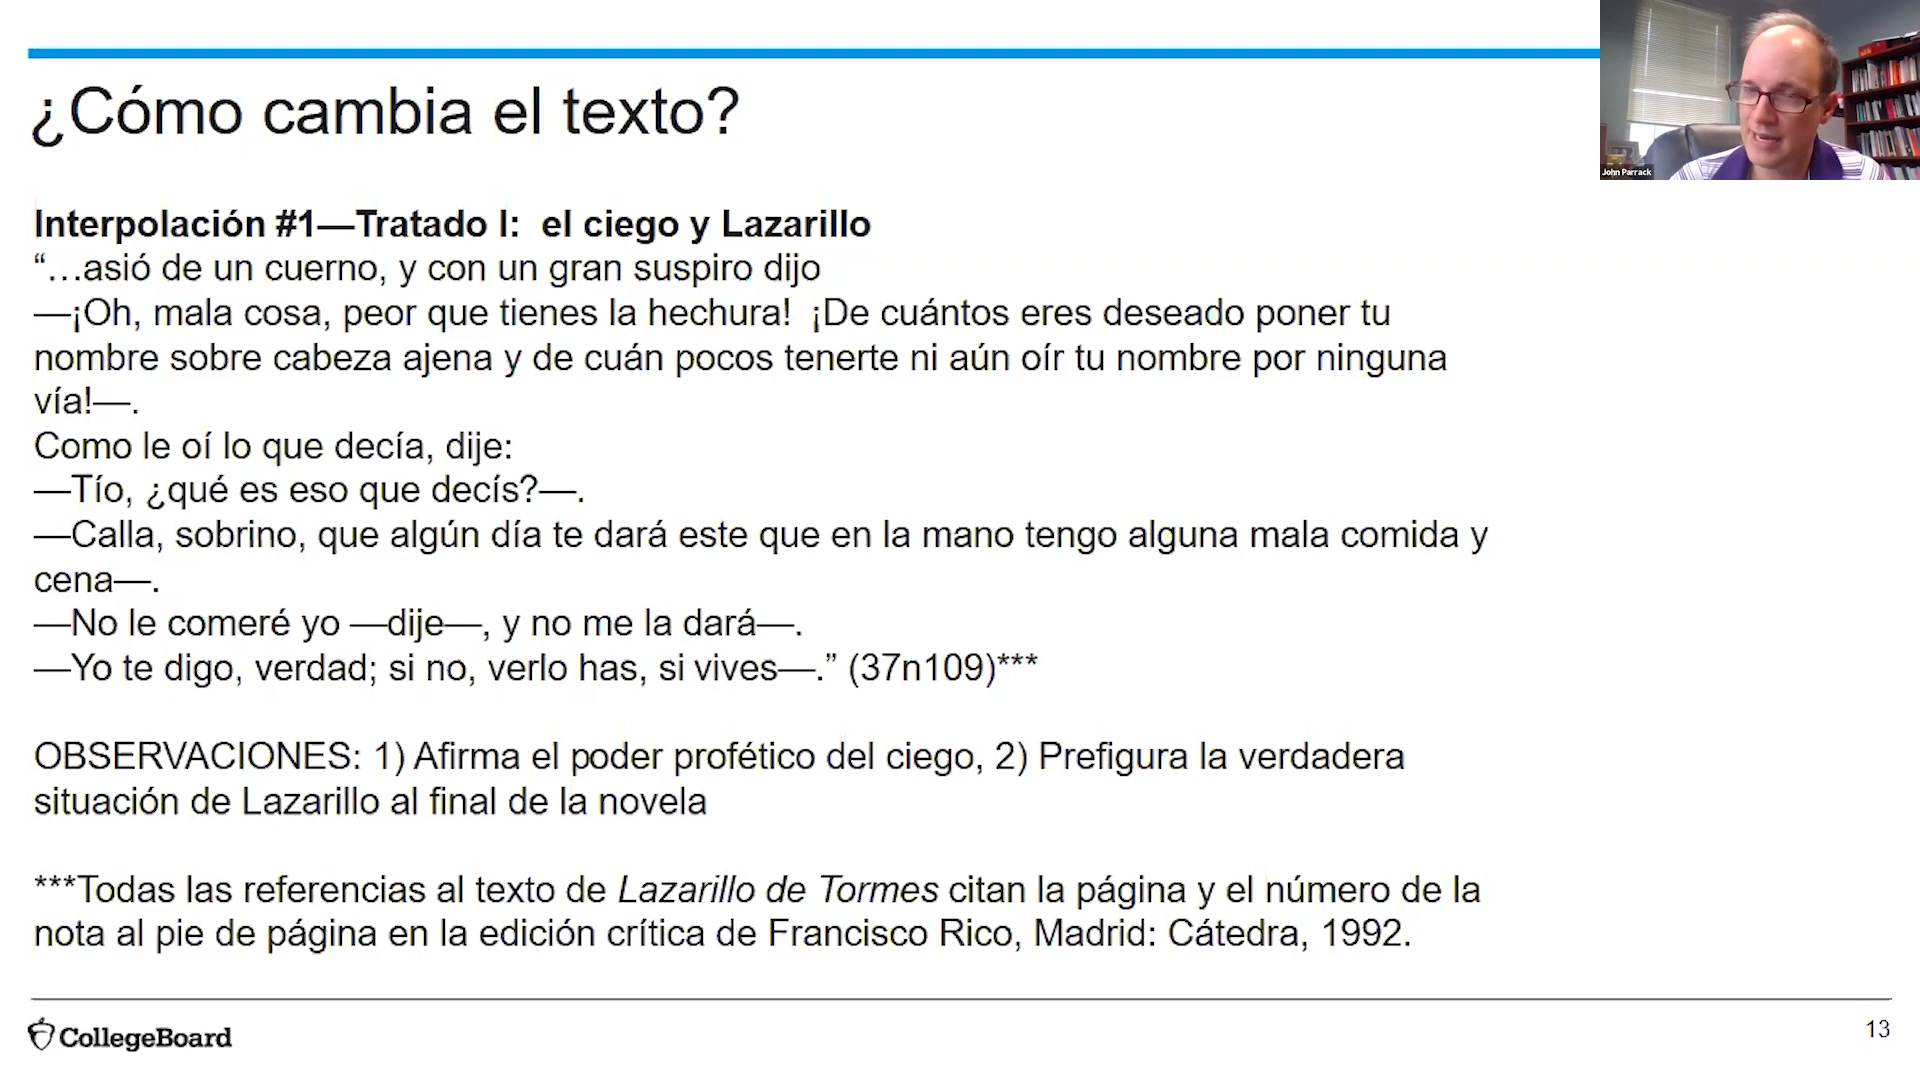 ¿Cómo cambia el texto?
John Parrack
Interpolación #1—Tratado I:  el ciego y Lazarillo
“…asió de un cuerno, y con un gran suspiro dijo
—¡Oh, mala cosa, peor que tienes la hechura!  ¡De cuántos eres deseado poner tu
nombre sobre cabeza ajena y de cuán pocos tenerte ni aún oír tu nombre por ninguna
vía!—.
Como le oí lo que decía, dije:
—Tío, ¿qué es eso que decís?—.
—Calla, sobrino, que algún día te dará este que en la mano tengo alguna mala comida y
cena—.
—No le comeré yo —dije—, y no me la dará—.
—Yo te digo, verdad; si no, verlo has, si vives—.” (37n109)***
OBSERVACIONES: 1) Afirma el poder profético del ciego, 2) Prefigura la verdadera
situación de Lazarillo al final de la novela
***Todas las referencias al texto de Lazarillo de Tormes citan la página y el número de la
nota al pie de página en la edición crítica de Francisco Rico, Madrid: Cátedra, 1992.
CollegeBoard
13